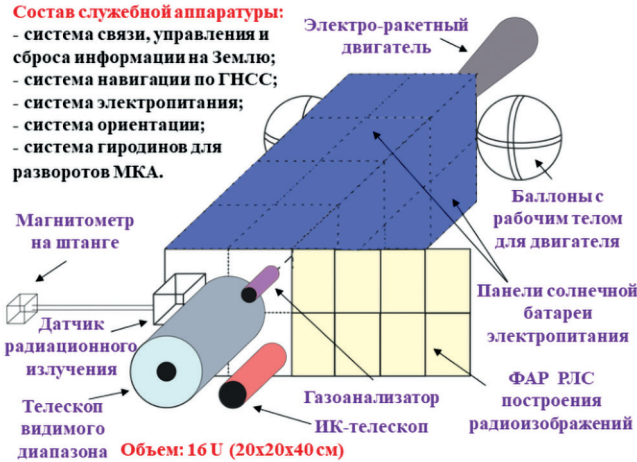 Состав служебной аппаратуры:
- система связи, управления и
сброса информации на Землю;
- система навигации по ГНСС;
- система электропитания;
- система ориентации;
- система гиродинов для
разворотов МКА.
Электро-ракетный
двигатель
Баллоны с
рабочим телом
для двигателя
Магнитометр
на штанге
Панели солнечной
батареи
электропитания
Датчик
радиационного
излучения
ФАР РЛС
построения
радиоизображений
Газоанализатор
ИК-телескоп
Телескоп
видимого
диапазона
Объем: 16 U (20х20х40 см)